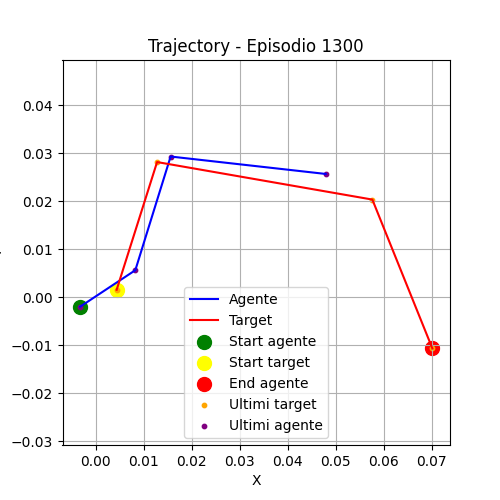 Trajectory - Episodio 1300
0.04
0.03
0.02
0.01
0.00
−0.01
−0.02
−0.03
Agente
Target
Start agente
Start target
End agente
Ultimi target
Ultimi agente
0.00 0.01 0.02 0.03 0.04 0.05 0.06 0.07
X